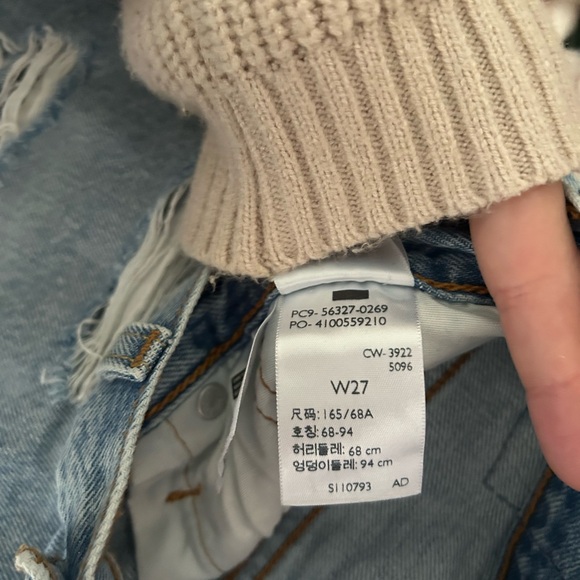 PC9- 56327-0269
PO- 4100559210
CW-3922
5096
W27
尺码: 165/68A
호칭: 68-94
허리둘레: 68 cm
엉덩이둘레: 94 cm
S110793 AD